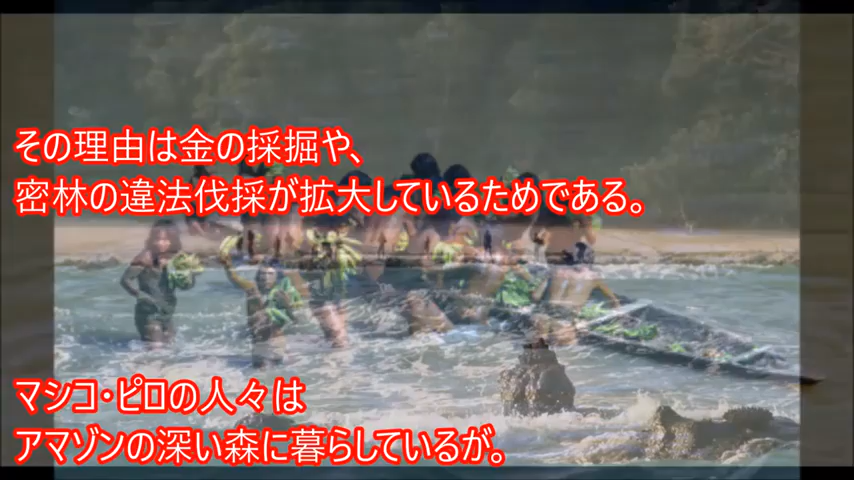 その理由は金の採掘や、
密林の違法伐採が拡大しているためである。
マシコ・ピロの人々は
アマゾンの深い森に暮らしているが。